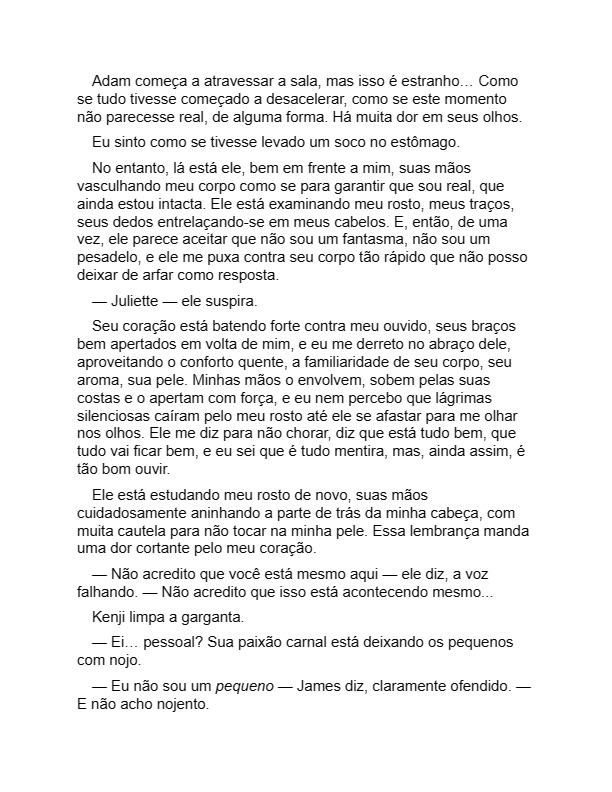 Adam começa a atravessar a sala, mas isso é estranho… Como
se tudo tivesse começado a desacelerar, como se este momento
não parecesse real, de alguma forma. Há muita dor em seus olhos.
Eu sinto como se tivesse levado um soco no estômago.
No entanto, lá está ele, bem em frente a mim, suas mãos
vasculhando meu corpo como se para garantir que sou real, que
ainda estou intacta. Ele está examinando meu rosto, meus traços,
seus dedos entrelaçando-se em meus cabelos. E, então, de uma
vez, ele parece aceitar que não sou um fantasma, não sou um
pesadelo, e ele me puxa contra seu corpo tão rápido que não posso
deixar de arfar como resposta.
— Juliette — ele suspira.
Seu coração está batendo forte contra meu ouvido, seus braços
bem apertados em volta de mim, e eu me derreto no abraço dele,
aproveitando o conforto quente, a familiaridade de seu corpo, seu
aroma, sua pele. Minhas mãos o envolvem, sobem pelas suas
costas e o apertam com força, e eu nem percebo que lágrimas
silenciosas caíram pelo meu rosto até ele se afastar para me olhar
nos olhos. Ele me diz para não chorar, diz que está tudo bem, que
tudo vai ficar bem, e eu sei que é tudo mentira, mas, ainda assim, é
tão bom ouvir.
Ele está estudando meu rosto de novo, suas mãos
cuidadosamente aninhando a parte de trás da minha cabeça, com
muita cautela para não tocar na minha pele. Essa lembrança manda
uma dor cortante pelo meu coração.
— Não acredito que você está mesmo aqui — ele diz, a voz
falhando. — Não acredito que isso está acontecendo mesmo...
Kenji limpa a garganta.
— Ei… pessoal? Sua paixão carnal está deixando os pequenos
com nojo.
— Eu não sou um pequeno — James diz, claramente ofendido. —
E não acho nojento.